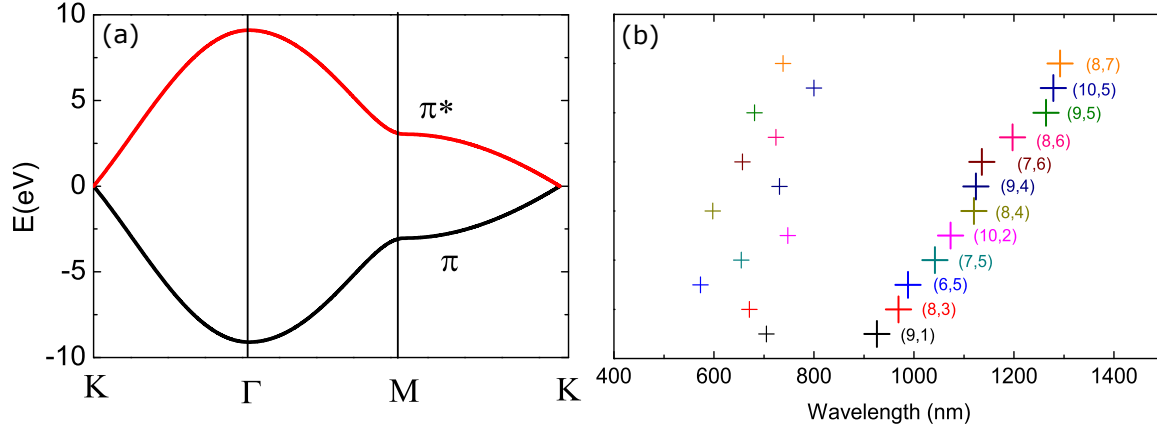 (a)
10
5
0
-5
-10
E(eV)
π*
π
K
Γ
M
K
(b)
(8,7)
(10,5)
(9,5)
(8,6)
(7,6)
(9,4)
(8,4)
(10,2)
(7,5)
(6,5)
(8,3)
(9,1)
400 600 800 1000 1200 1400
Wavelength (nm)